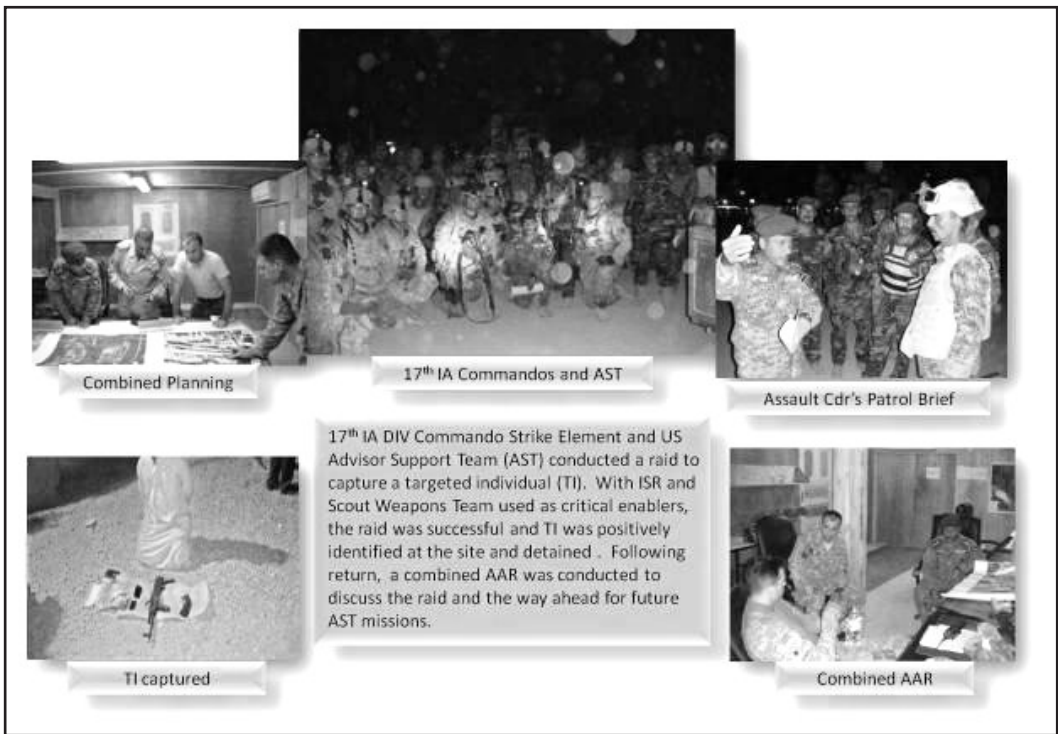 17th IA Commandos and AST
Combined Planning
Assault Cdr's Patrol Brief
17th IA DIV Commando Strike Element and US
Advisor Support Team (AST) conducted a raid to
capture a targeted individual (TI). With ISR and
Scout Weapons Team used as critical enablers,
the raid was successful and TI was positively
identified at the site and detained . Following
return, a combined AAR was conducted to
discuss the raid and the way ahead for future
AST missions.
TI captured
Combined AAR